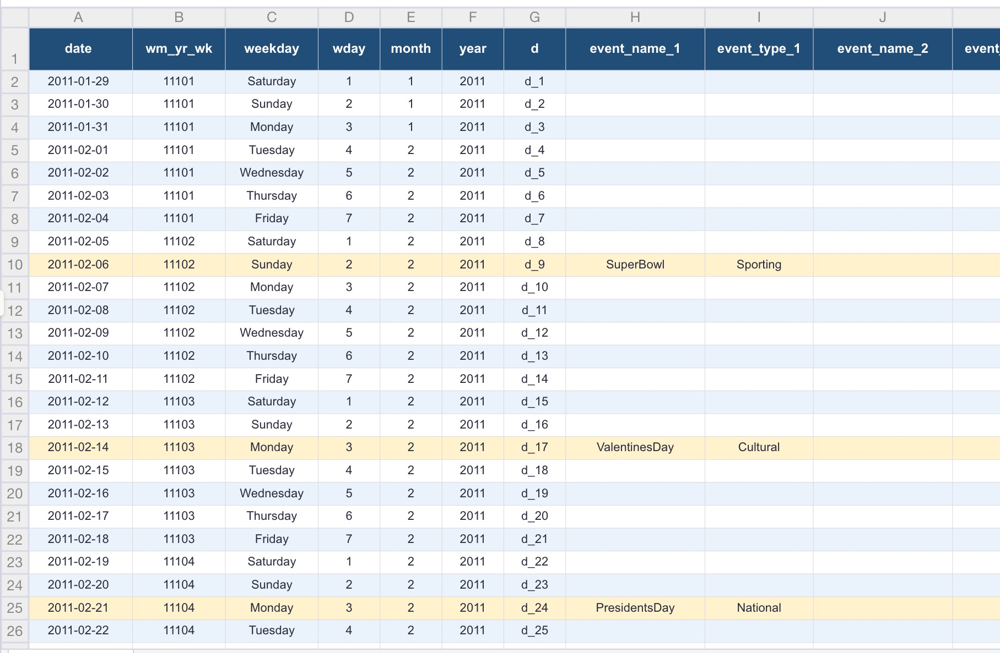 A B C D E F G H I J
1 date wm_yr_wk weekday wday month year d event_name_1 event_type_1 event_name_2 event_
2 2011-01-29 11101 Saturday 1 1 2011 d_1
3 2011-01-30 11101 Sunday 2 1 2011 d_2
4 2011-01-31 11101 Monday 3 1 2011 d_3
5 2011-02-01 11101 Tuesday 4 2 2011 d_4
6 2011-02-02 11101 Wednesday 5 2 2011 d_5
7 2011-02-03 11101 Thursday 6 2 2011 d_6
8 2011-02-04 11101 Friday 7 2 2011 d_7
9 2011-02-05 11102 Saturday 1 2 2011 d_8
10 2011-02-06 11102 Sunday 2 2 2011 d_9 SuperBowl Sporting
11 2011-02-07 11102 Monday 3 2 2011 d_10
12 2011-02-08 11102 Tuesday 4 2 2011 d_11
13 2011-02-09 11102 Wednesday 5 2 2011 d_12
14 2011-02-10 11102 Thursday 6 2 2011 d_13
15 2011-02-11 11102 Friday 7 2 2011 d_14
16 2011-02-12 11103 Saturday 1 2 2011 d_15
17 2011-02-13 11103 Sunday 2 2 2011 d_16
18 2011-02-14 11103 Monday 3 2 2011 d_17 ValentinesDay Cultural
19 2011-02-15 11103 Tuesday 4 2 2011 d_18
20 2011-02-16 11103 Wednesday 5 2 2011 d_19
21 2011-02-17 11103 Thursday 6 2 2011 d_20
22 2011-02-18 11103 Friday 7 2 2011 d_21
23 2011-02-19 11104 Saturday 1 2 2011 d_22
24 2011-02-20 11104 Sunday 2 2 2011 d_23
25 2011-02-21 11104 Monday 3 2 2011 d_24 PresidentsDay National
26 2011-02-22 11104 Tuesday 4 2 2011 d_25